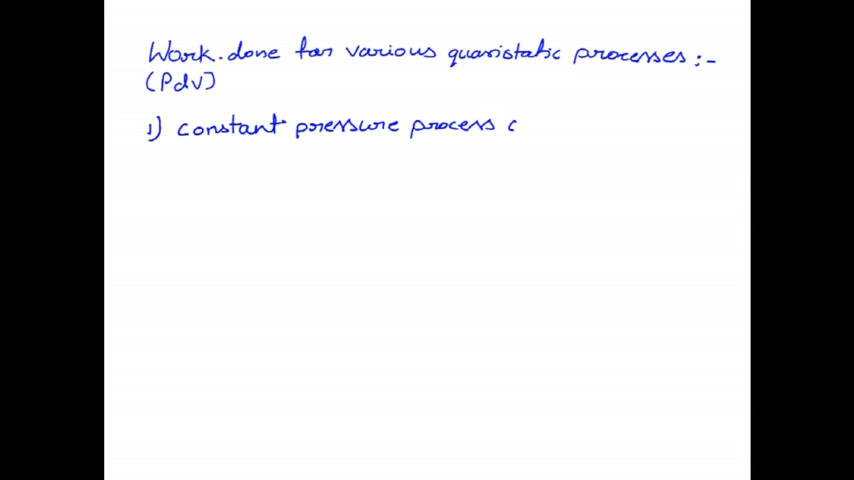 Work-done for various quasistatic processes :-
(PdV)
1) constant pressure process (